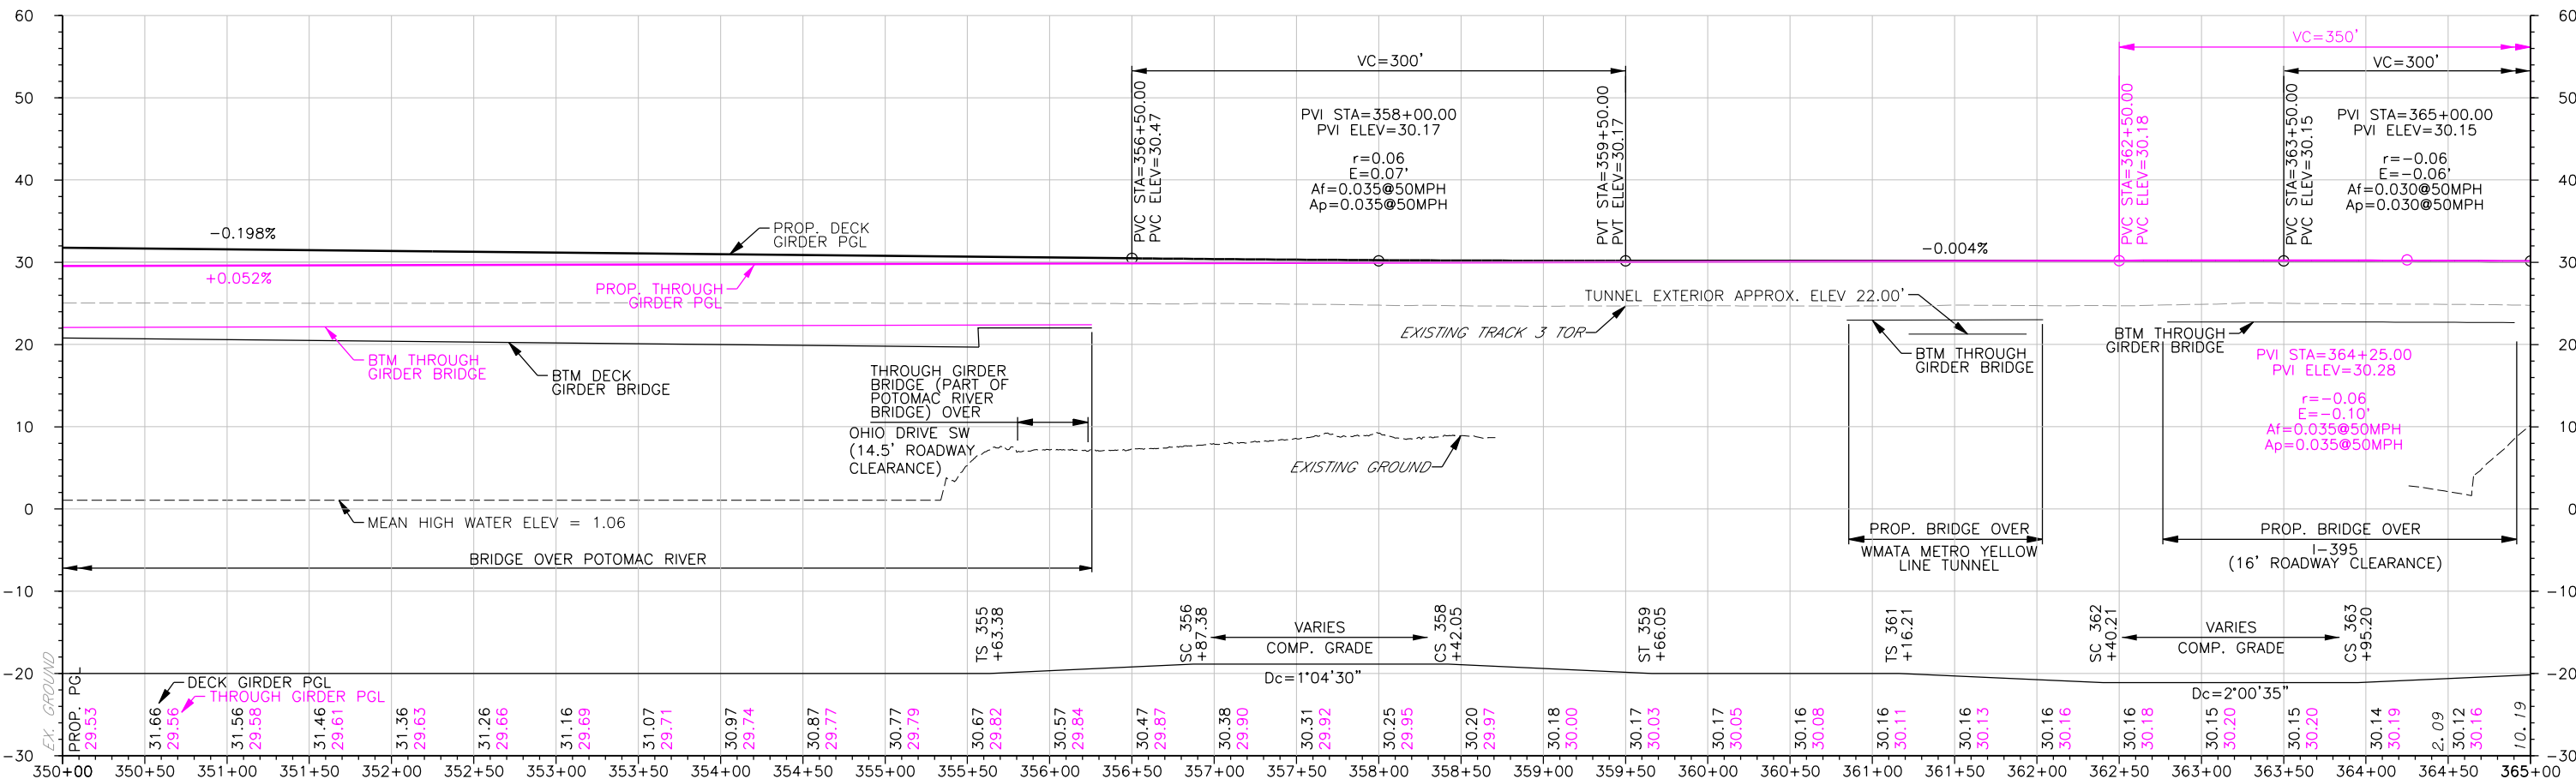 60
50
40
30
20
10
0
-10
-20
-30
60
50
40
30
20
10
0
-10
-20
-30
VC=300'
PVC STA=356+50.00
PVC ELEV=30.47
PVI STA=358+00.00
PVI ELEV=30.17
r=0.06
E=0.07'
Af=0.035@50MPH
Ap=0.035@50MPH
PVT STA=359+50.00
PVT ELEV=30.17
VC=350'
PVC STA=362+50.00
PVC ELEV=30.18
VC=300'
PVC STA=363+50.00
PVC ELEV=30.15
PVI STA=365+00.00
PVI ELEV=30.15
r=-0.06
E=-0.06'
Af=0.030@50MPH
Ap=0.030@50MPH
-0.198%
PROP. DECK
GIRDER PGL
-0.004%
+0.052%
PROP. THROUGH
GIRDER PGL
TUNNEL EXTERIOR APPROX. ELEV 22.00'
EXISTING TRACK 3 TOR
BTM THROUGH
GIRDER BRIDGE
BTM DECK
GIRDER BRIDGE
THROUGH GIRDER
BRIDGE (PART OF
POTOMAC RIVER
BRIDGE) OVER
OHIO DRIVE SW
(14.5' ROADWAY
CLEARANCE)
EXISTING GROUND
BTM THROUGH
GIRDER BRIDGE
BTM THROUGH
GIRDER BRIDGE
PVI STA=364+25.00
PVI ELEV=30.28
r=-0.06
E=-0.10'
Af=0.035@50MPH
Ap=0.035@50MPH
MEAN HIGH WATER ELEV = 1.06
BRIDGE OVER POTOMAC RIVER
PROP. BRIDGE OVER
WMATA METRO YELLOW
LINE TUNNEL
PROP. BRIDGE OVER
I-395
(16' ROADWAY CLEARANCE)
TS 355
+63.38
SC 356
+87.38
VARIES
COMP. GRADE
CS 358
+42.05
ST 359
+66.05
TS 361
+16.21
SC 362
+40.21
VARIES
COMP. GRADE
CS 363
+95.20
Dc=1°04'30"
Dc=2°00'35"
DECK GIRDER PGL
THROUGH GIRDER PGL
EX. GROUND
PROP. PGL
29.53
31.66
29.56
31.56
29.58
31.46
29.61
31.36
29.63
31.26
29.66
31.16
29.69
31.07
29.71
30.97
29.74
30.87
29.77
30.77
29.79
30.67
29.82
30.57
29.84
30.47
29.87
30.38
29.90
30.31
29.92
30.25
29.95
30.20
29.97
30.18
30.00
30.17
30.03
30.17
30.05
30.16
30.08
30.16
30.11
30.16
30.13
30.16
30.16
30.16
30.18
30.15
30.20
30.15
30.20
30.14
30.19
2.09
30.12
30.16
10.19
350+00 350+50 351+00 351+50 352+00 352+50 353+00 353+50 354+00 354+50 355+00 355+50 356+00 356+50 357+00 357+50 358+00 358+50 359+00 359+50 360+00 360+50 361+00 361+50 362+00 362+50 363+00 363+50 364+00 364+50 365+00